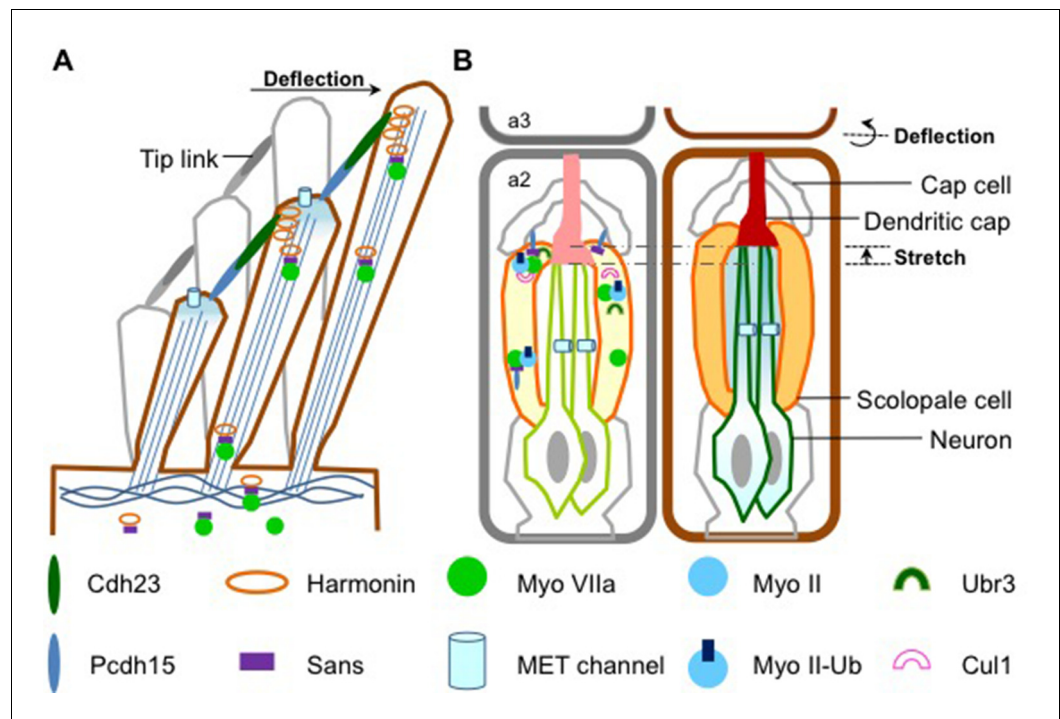 A
B
Deflection
Tip link
a3
a2
Deflection
Cap cell
Dendritic cap
Stretch
Scolopale cell
Neuron
Cdh23
Harmonin
Myo VIIa
Myo II
Ubr3
Pcdh15
Sans
MET channel
Myo II-Ub
Cul1